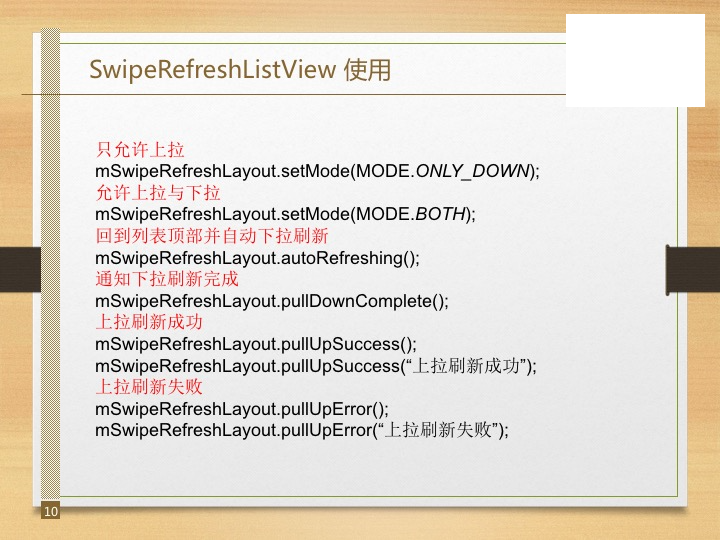 SwipeRefreshListView 使用
只允许上拉
mSwipeRefreshLayout.setMode(MODE.ONLY_DOWN);
允许上拉与下拉
mSwipeRefreshLayout.setMode(MODE.BOTH);
回到列表顶部并自动下拉刷新
mSwipeRefreshLayout.autoRefreshing();
通知下拉刷新完成
mSwipeRefreshLayout.pullDownComplete();
上拉刷新成功
mSwipeRefreshLayout.pullUpSuccess();
mSwipeRefreshLayout.pullUpSuccess(“上拉刷新成功”);
上拉刷新失败
mSwipeRefreshLayout.pullUpError();
mSwipeRefreshLayout.pullUpError(“上拉刷新失败”);
10